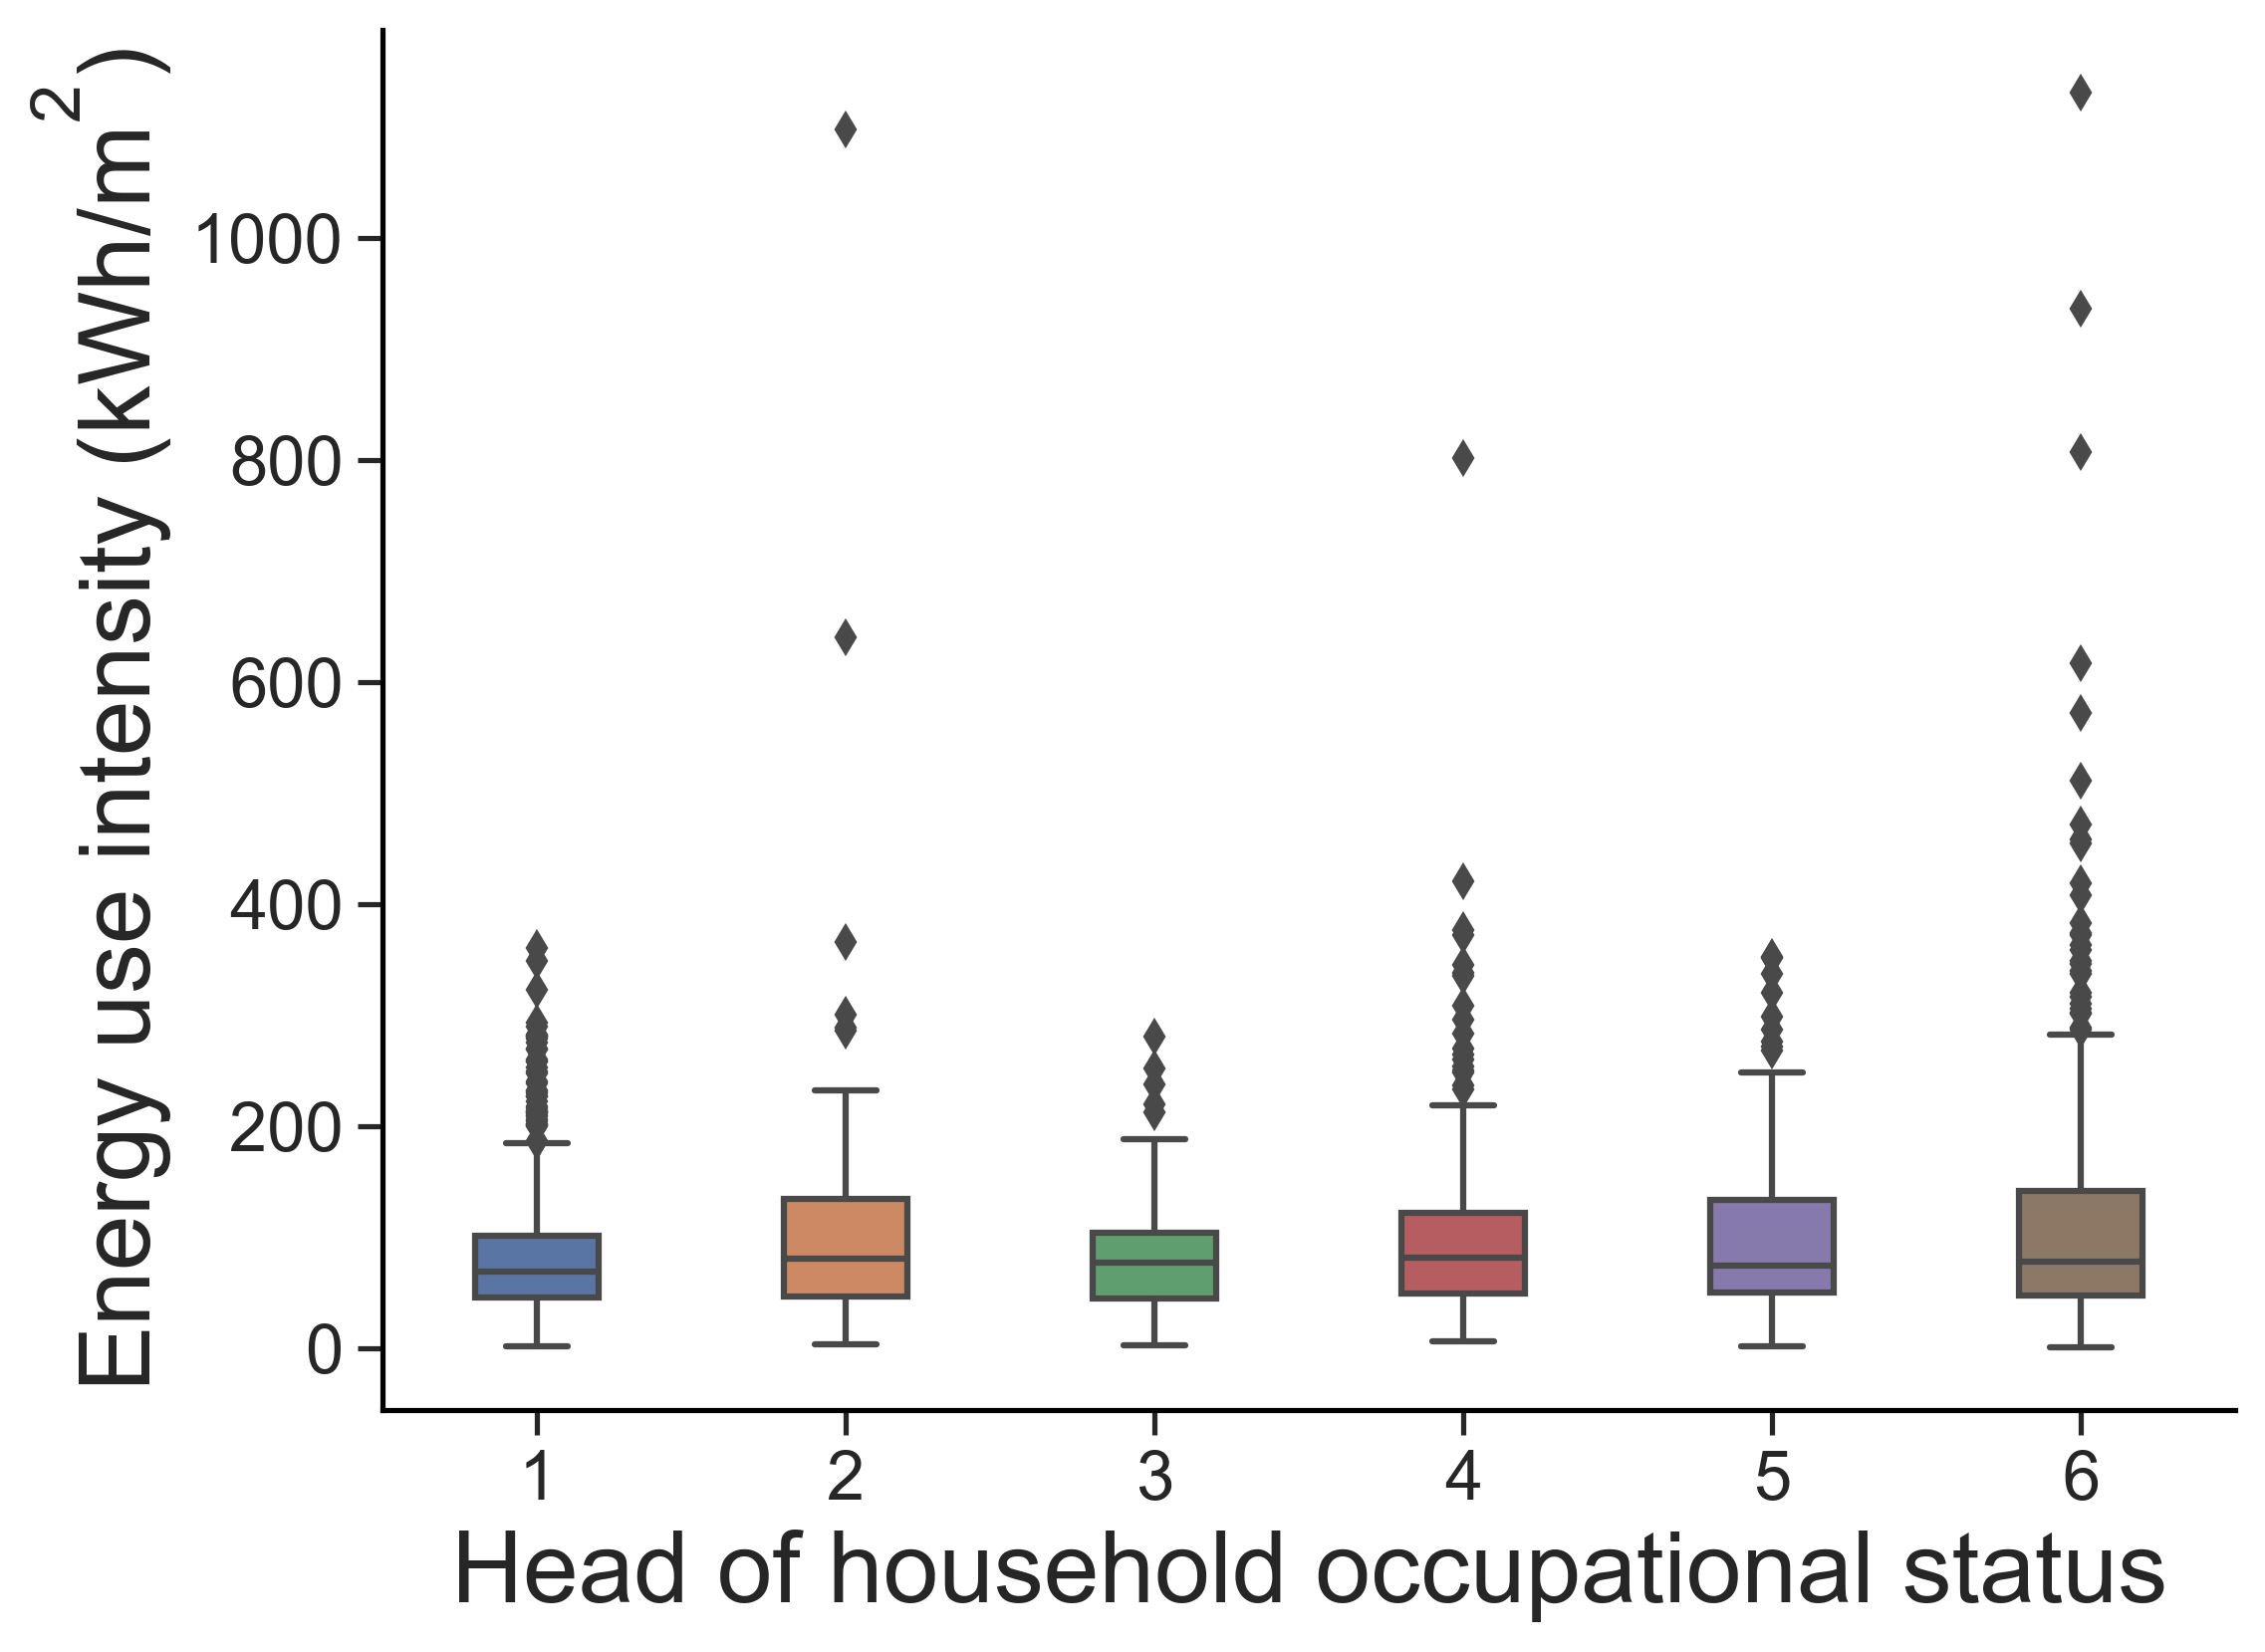 Energy use intensity (kWh/m²)
1000
800
600
400
200
0
1 2 3 4 5 6
Head of household occupational status